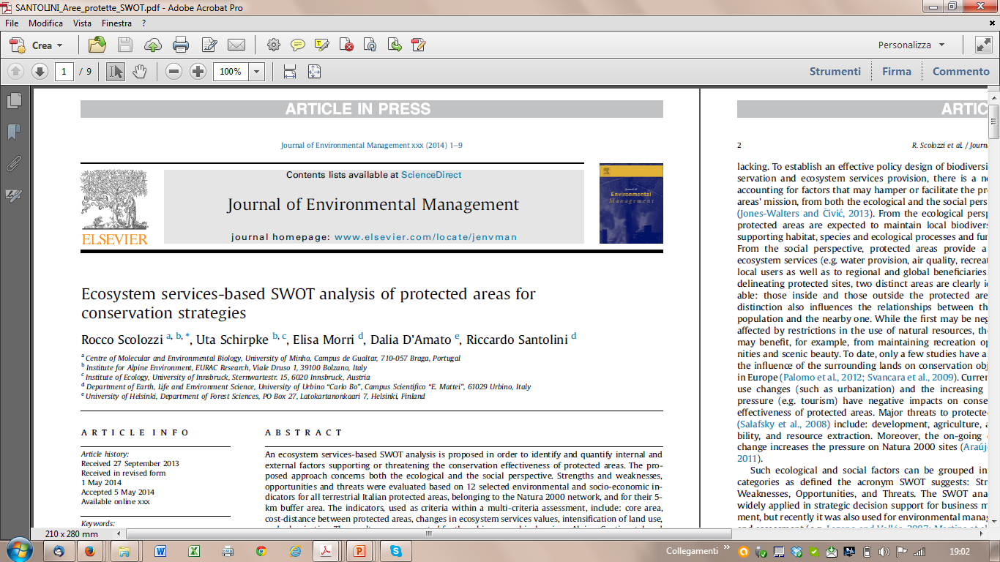 SANTOLINI_Aree_protette_SWOT.pdf - Adobe Acrobat Pro
File Modifica Vista Finestra ?
Crea
Personalizza
1 / 9
100%
Strumenti
Firma
Commento
ARTICLE IN PRESS
Journal of Environmental Management xxx (2014) 1–9
Contents lists available at ScienceDirect
Journal of Environmental Management
journal homepage: www.elsevier.com/locate/jenvman
ELSEVIER
Environmental
Management
Ecosystem services-based SWOT analysis of protected areas for
conservation strategies
Rocco Scolozzi a, b, *, Uta Schirpke b, c, Elisa Morri d, Dalia D'Amato e, Riccardo Santolini d
a Centre of Molecular and Environmental Biology, University of Minho, Campus de Gualtar, 710-057 Braga, Portugal
b Institute for Alpine Environment, EURAC Research, Viale Druso 1, 39100 Bolzano, Italy
c Institute of Ecology, University of Innsbruck, Sternwartestr. 15, 6020 Innsbruck, Austria
d Department of Earth, Life and Environment Science, University of Urbino “Carlo Bo”, Campus Scientifico “E. Mattei”, 61029 Urbino, Italy
e University of Helsinki, Department of Forest Sciences, PO Box 27, Latokartanonkaari 7, Helsinki, Finland
ARTICLE INFO
Article history:
Received 27 September 2013
Received in revised form
1 May 2014
Accepted 5 May 2014
Available online xxx
Keywords:
ABSTRACT
An ecosystem services-based SWOT analysis is proposed in order to identify and quantify internal and
external factors supporting or threatening the conservation effectiveness of protected areas. The pro-
posed approach concerns both the ecological and the social perspective. Strengths and weaknesses,
opportunities and threats were evaluated based on 12 selected environmental and socio-economic in-
dicators for all terrestrial Italian protected areas, belonging to the Natura 2000 network, and for their 5-
km buffer area. The indicators, used as criteria within a multi-criteria assessment, include: core area,
cost-distance between protected areas, changes in ecosystem services values, intensification of land use,
ARTIC
2
R. Scolozzi et al. / Journ
lacking. To establish an effective policy design of biodiversi
servation and ecosystem services provision, there is a ne
accounting for factors that may hamper or facilitate the pr
areas' mission, from both the ecological and the social pers
(Jones-Walters and Čivić, 2013). From the ecological persp
protected areas are expected to maintain local biodivers
supporting habitat, species and ecological processes and fun
From the social perspective, protected areas provide a
ecosystem services (e.g. water provision, air quality, recreat
local users as well as to regional and global beneficiaries.
delineating protected sites, two distinct areas are clearly i
able: those inside and those outside the protected are
distinction also influences the relationships between th
population and the nearby one. While the first may be neg
affected by restrictions in the use of natural resources, the
may benefit, for example, from maintaining recreation op
nities and scenic beauty. To date, only a few studies have as
the influence of the surrounding lands on conservation obj
in Europe (Palomo et al., 2012; Svancara et al., 2009). Curren
use changes (such as urbanization) and the increasing
pressure (e.g. tourism) have negative impacts on conse
effectiveness of protected areas. Major threats to protecte
(Salafsky et al., 2008) include: development, agriculture, a
bility, and resource extraction. Moreover, the on-going
change increases the pressure on Natura 2000 sites (Araúj
2011).
Such ecological and social factors can be grouped in
categories as defined the acronym SWOT suggests: Str
Weaknesses, Opportunities, and Threats. The SWOT ana
widely applied in strategic decision support for business m
ment, but recently it was also used for environmental mana
210 x 280 mm
Collegamenti
19:02